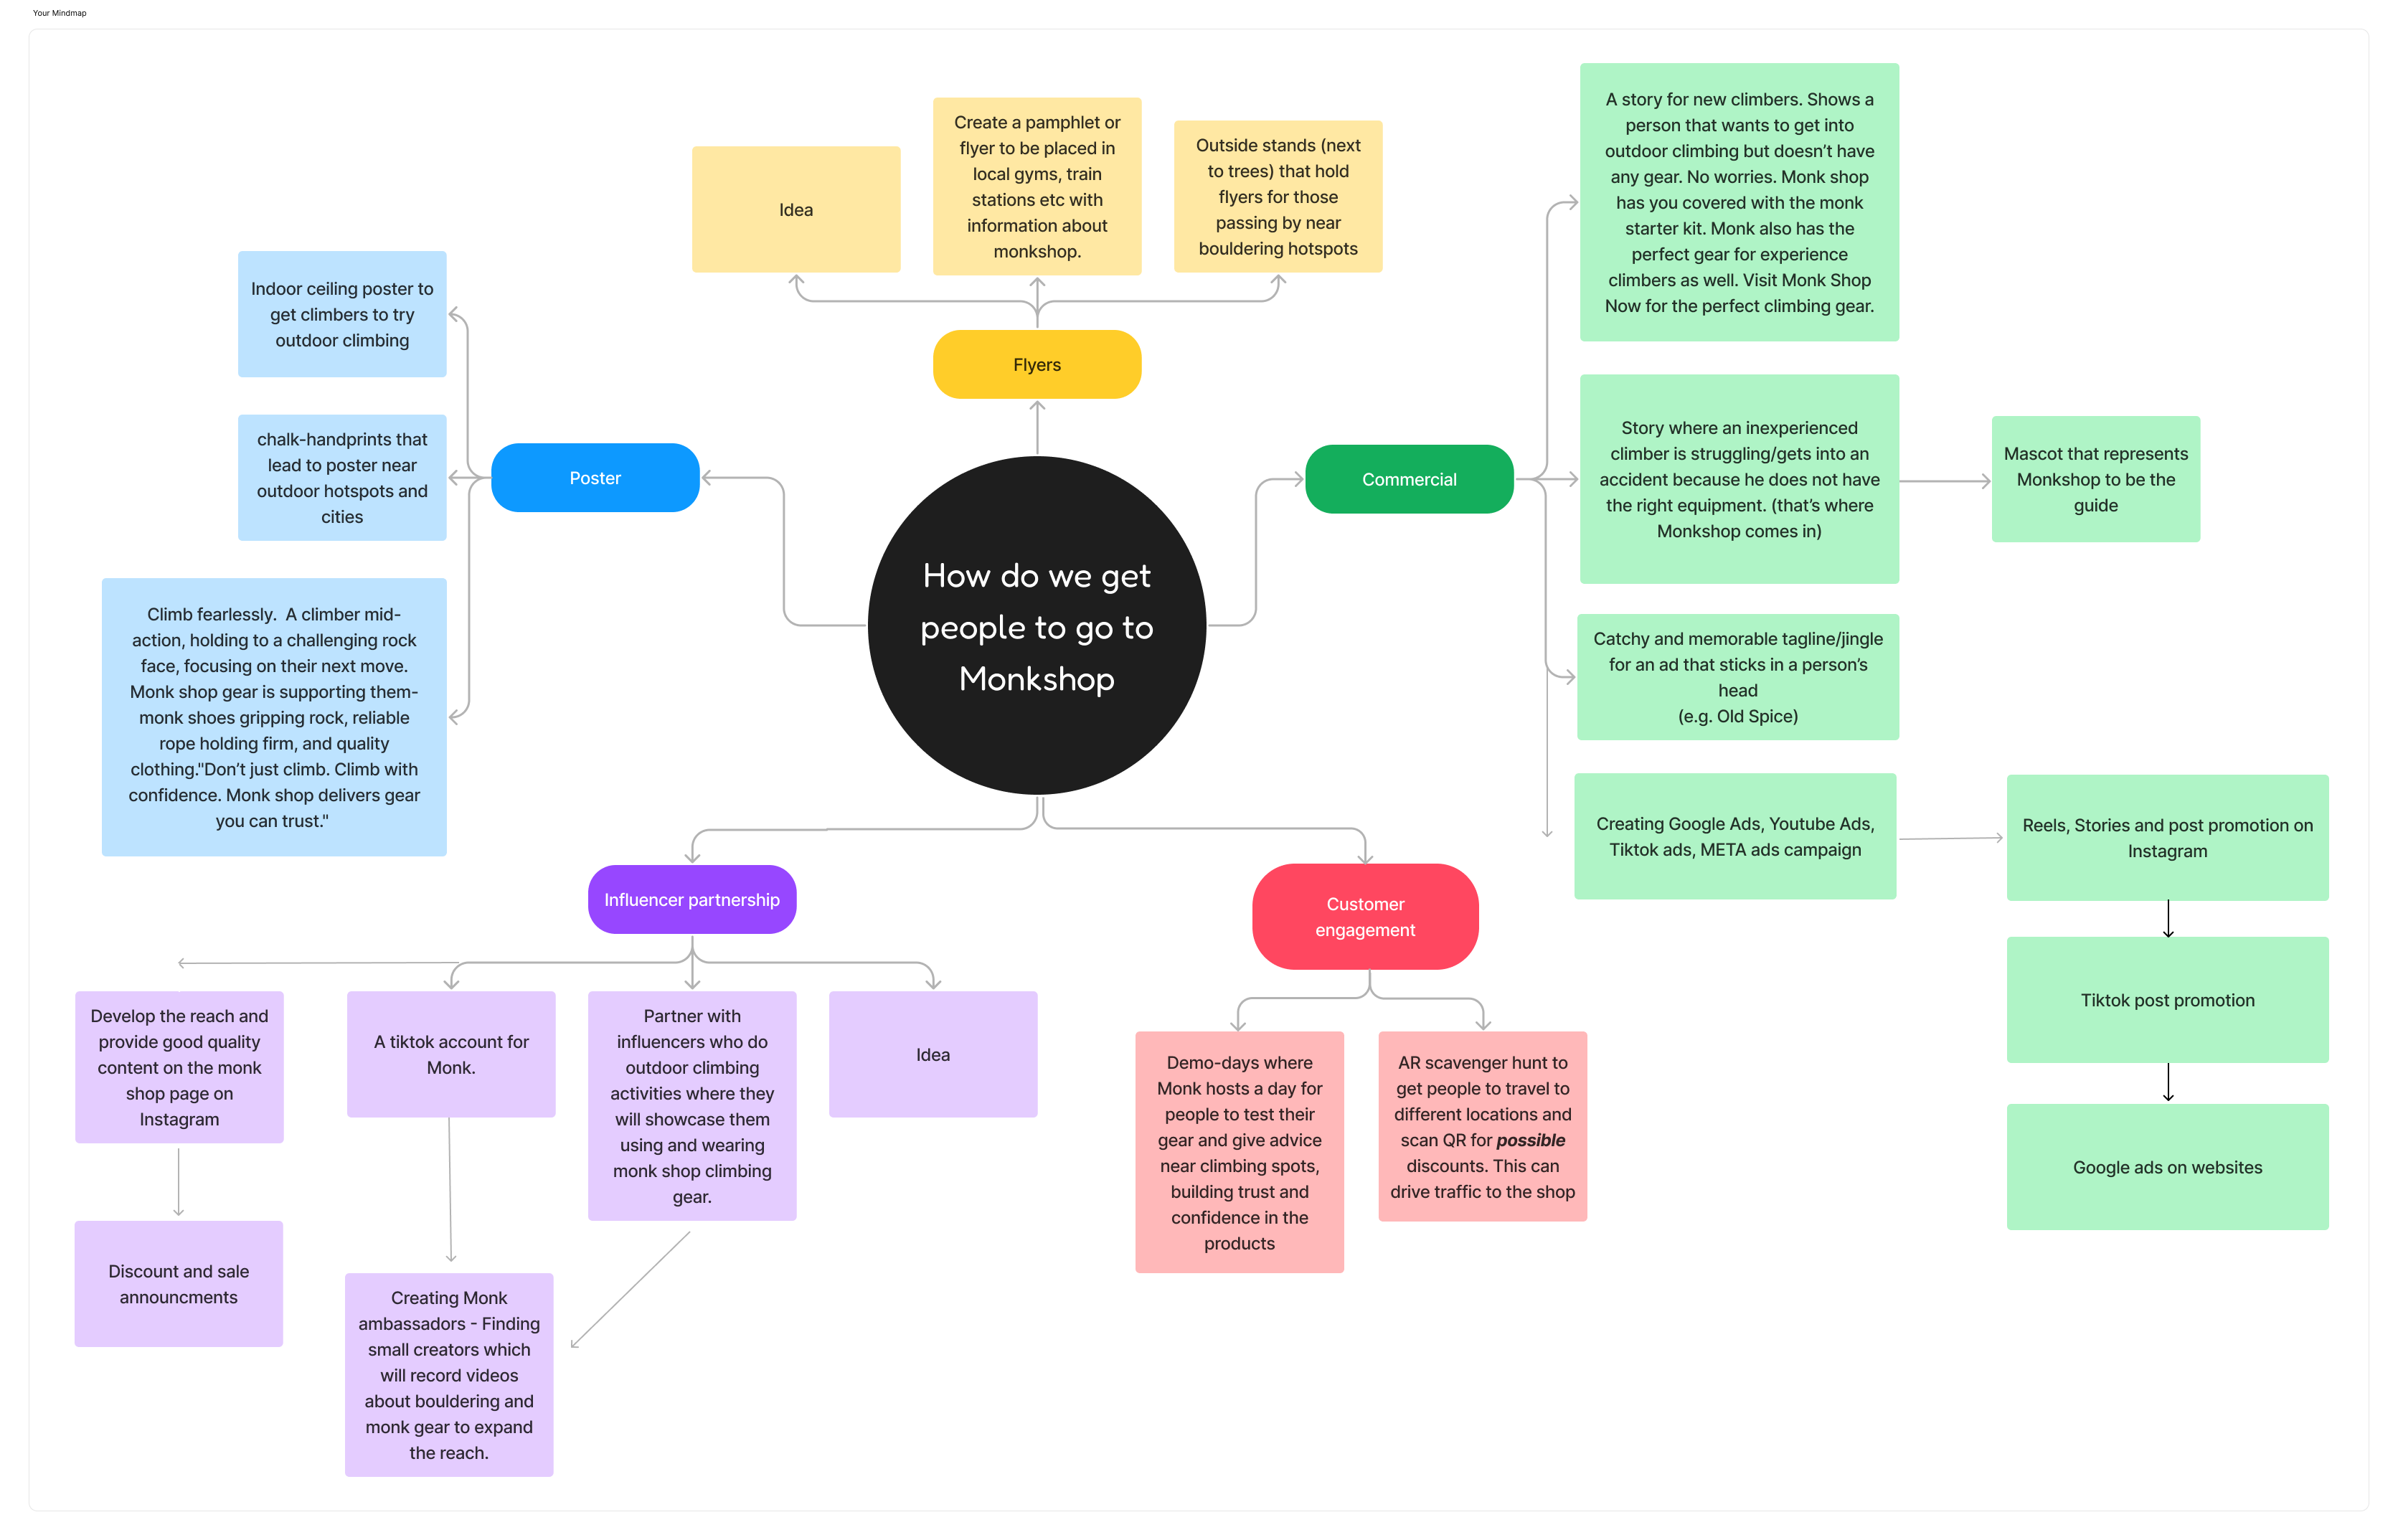 Your Mindmap
Idea
Create a pamphlet or
flyer to be placed in
local gyms, train
stations etc with
information about
monkshop.
Outside stands (next
to trees) that hold
flyers for those
passing by near
bouldering hotspots
Flyers
Indoor ceiling poster to
get climbers to try
outdoor climbing
chalk-handprints that
lead to poster near
outdoor hotspots and
cities
Climb fearlessly.  A climber mid-
action, holding to a challenging rock
face, focusing on their next move.
Monk shop gear is supporting them-
monk shoes gripping rock, reliable
rope holding firm, and quality
clothing."Don’t just climb. Climb with
confidence. Monk shop delivers gear
you can trust."
Poster
How do we get
people to go to
Monkshop
Commercial
A story for new climbers. Shows a
person that wants to get into
outdoor climbing but doesn’t have
any gear. No worries. Monk shop
has you covered with the monk
starter kit. Monk also has the
perfect gear for experience
climbers as well. Visit Monk Shop
Now for the perfect climbing gear.
Story where an inexperienced
climber is struggling/gets into an
accident because he does not have
the right equipment. (that’s where
Monkshop comes in)
Mascot that represents
Monkshop to be the
guide
Catchy and memorable tagline/jingle
for an ad that sticks in a person’s
head
(e.g. Old Spice)
Creating Google Ads, Youtube Ads,
Tiktok ads, META ads campaign
Reels, Stories and post promotion on
Instagram
Tiktok post promotion
Google ads on websites
Influencer partnership
Develop the reach and
provide good quality
content on the monk
shop page on
Instagram
Discount and sale
announcments
A tiktok account for
Monk.
Partner with
influencers who do
outdoor climbing
activities where they
will showcase them
using and wearing
monk shop climbing
gear.
Idea
Creating Monk
ambassadors - Finding
small creators which
will record videos
about bouldering and
monk gear to expand
the reach.
Customer
engagement
Demo-days where
Monk hosts a day for
people to test their
gear and give advice
near climbing spots,
building trust and
confidence in the
products
AR scavenger hunt to
get people to travel to
different locations and
scan QR for possible
discounts. This can
drive traffic to the shop